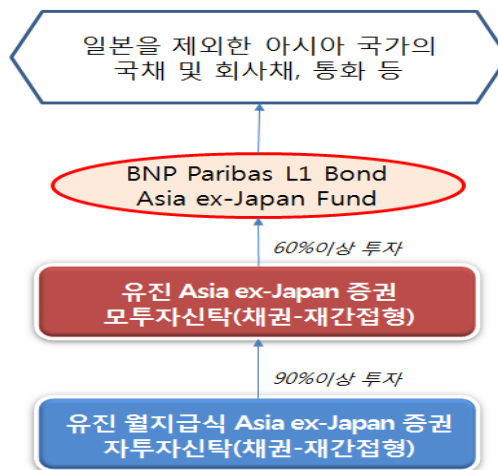 일본을 제외한 아시아 국가의
국채 및 회사채, 통화 등
BNP Paribas L1 Bond
Asia ex-Japan Fund
60%이상 투자
유진 Asia ex-Japan 증권
모투자신탁(채권-재간접형)
90%이상 투자
유진 월지급식 Asia ex-Japan 증권
자투자신탁(채권-재간접형)